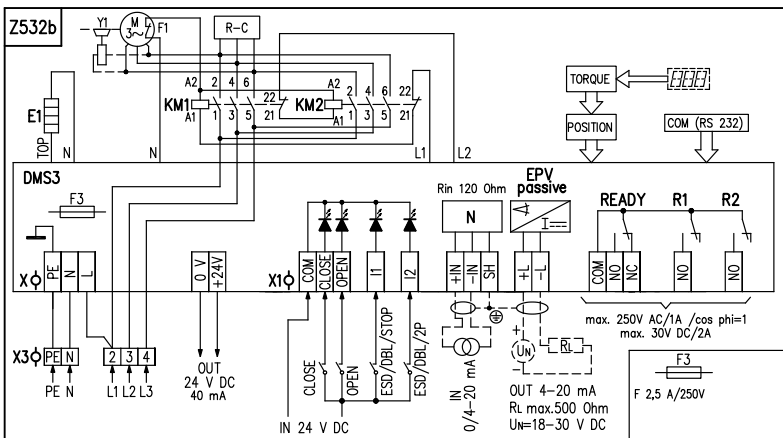 Z532b
Y1
M
3~
F1
R-C
A2 2 4 6
22
A2 2 4 6
22
KM1
KM2
A1 1 3 5 21
A1 1 3 5 21
E1
TOP
N
N
L1
L2
TORQUE
POSITION
COM (RS 232)
DMS3
F3
EPV
passive
Rin 120 Ohm
N
I
READY R1 R2
X
PE N L
0 V
+24V
X1
COM
CLOSE
OPEN
I1
I2
+IN
-IN
SH
+L
-L
COM
NO
NC
NO
NO
max. 250V AC/1A /cos phi=1
max. 30V DC/2A
X3
PE N
2 3 4
PE N
L1 L2 L3
OUT
24 V DC
40 mA
CLOSE
OPEN
ESD/DBL/STOP
ESD/DBL/2P
IN 24 V DC
IN
0/4-20 mA
+
UN
-
RL
OUT 4-20 mA
RL max.500 Ohm
UN=18-30 V DC
F3
F 2,5 A/250V